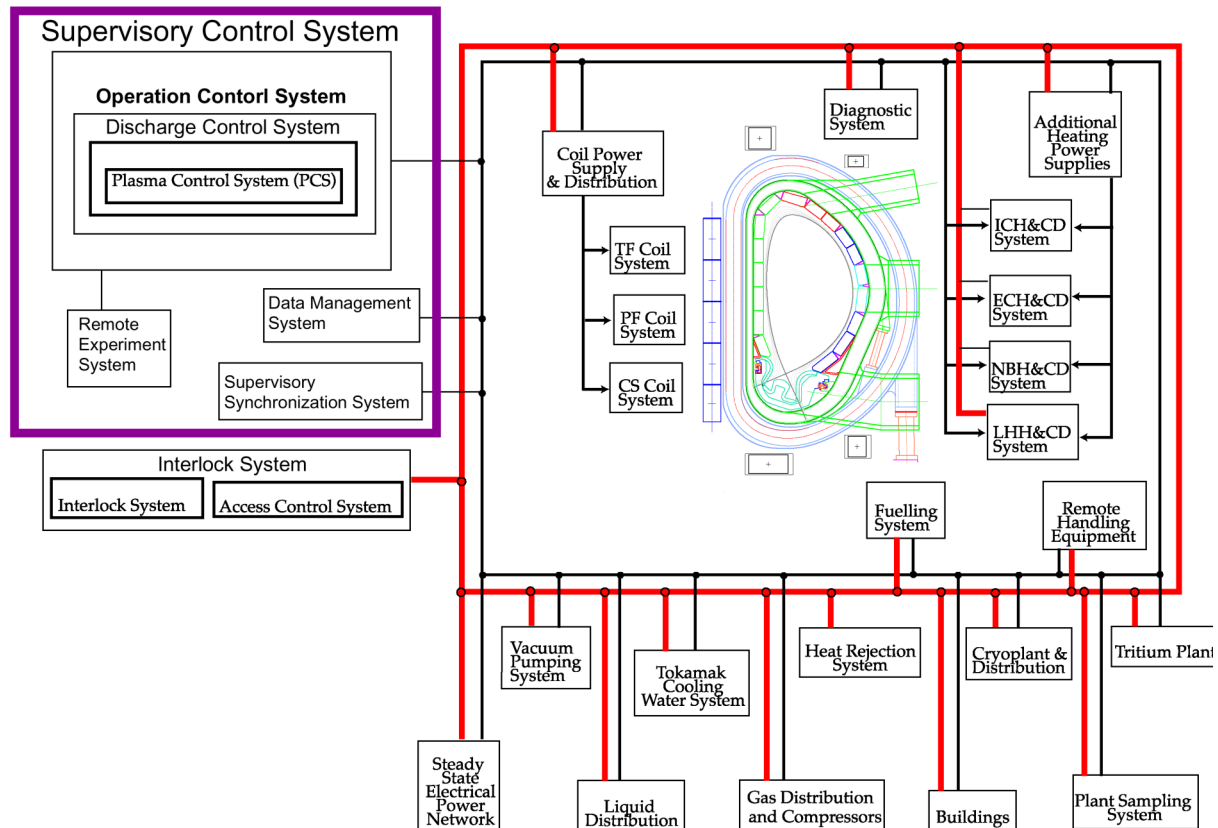 Supervisory Control System
Operation Contorl System
Discharge Control System
Plasma Control System (PCS)
Remote
Experiment
System
Data Management
System
Supervisory
Synchronization System
Interlock System
Interlock System
Access Control System
Coil Power
Supply
& Distribution
TF Coil
System
PF Coil
System
CS Coil
System
Diagnostic
System
Additional
Heating
Power
Supplies
ICH&CD
System
ECH&CD
System
NBH&CD
System
LHH&CD
System
Fuelling
System
Remote
Handling
Equipment
Vacuum
Pumping
System
Tokamak
Cooling
Water System
Heat Rejection
System
Cryoplant &
Distribution
Tritium Plant
Steady
State
Electrical
Power
Network
Liquid
Distribution
Gas Distribution
and Compressors
Buildings
Plant Sampling
System